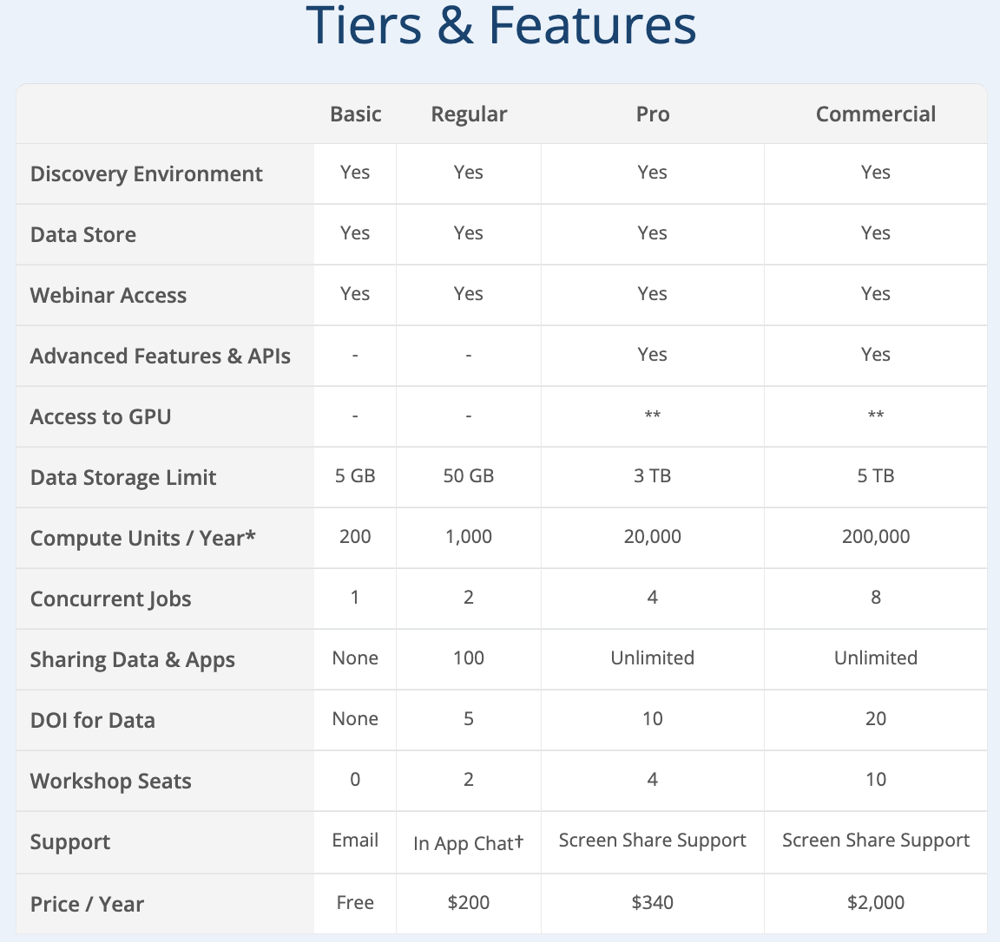 Tiers & Features
Basic Regular Pro Commercial
Discovery Environment Yes Yes Yes Yes
Data Store Yes Yes Yes Yes
Webinar Access Yes Yes Yes Yes
Advanced Features & APIs - - Yes Yes
Access to GPU - - ** **
Data Storage Limit 5 GB 50 GB 3 TB 5 TB
Compute Units / Year* 200 1,000 20,000 200,000
Concurrent Jobs 1 2 4 8
Sharing Data & Apps None 100 Unlimited Unlimited
DOI for Data None 5 10 20
Workshop Seats 0 2 4 10
Support Email In App Chat† Screen Share Support Screen Share Support
Price / Year Free $200 $340 $2,000